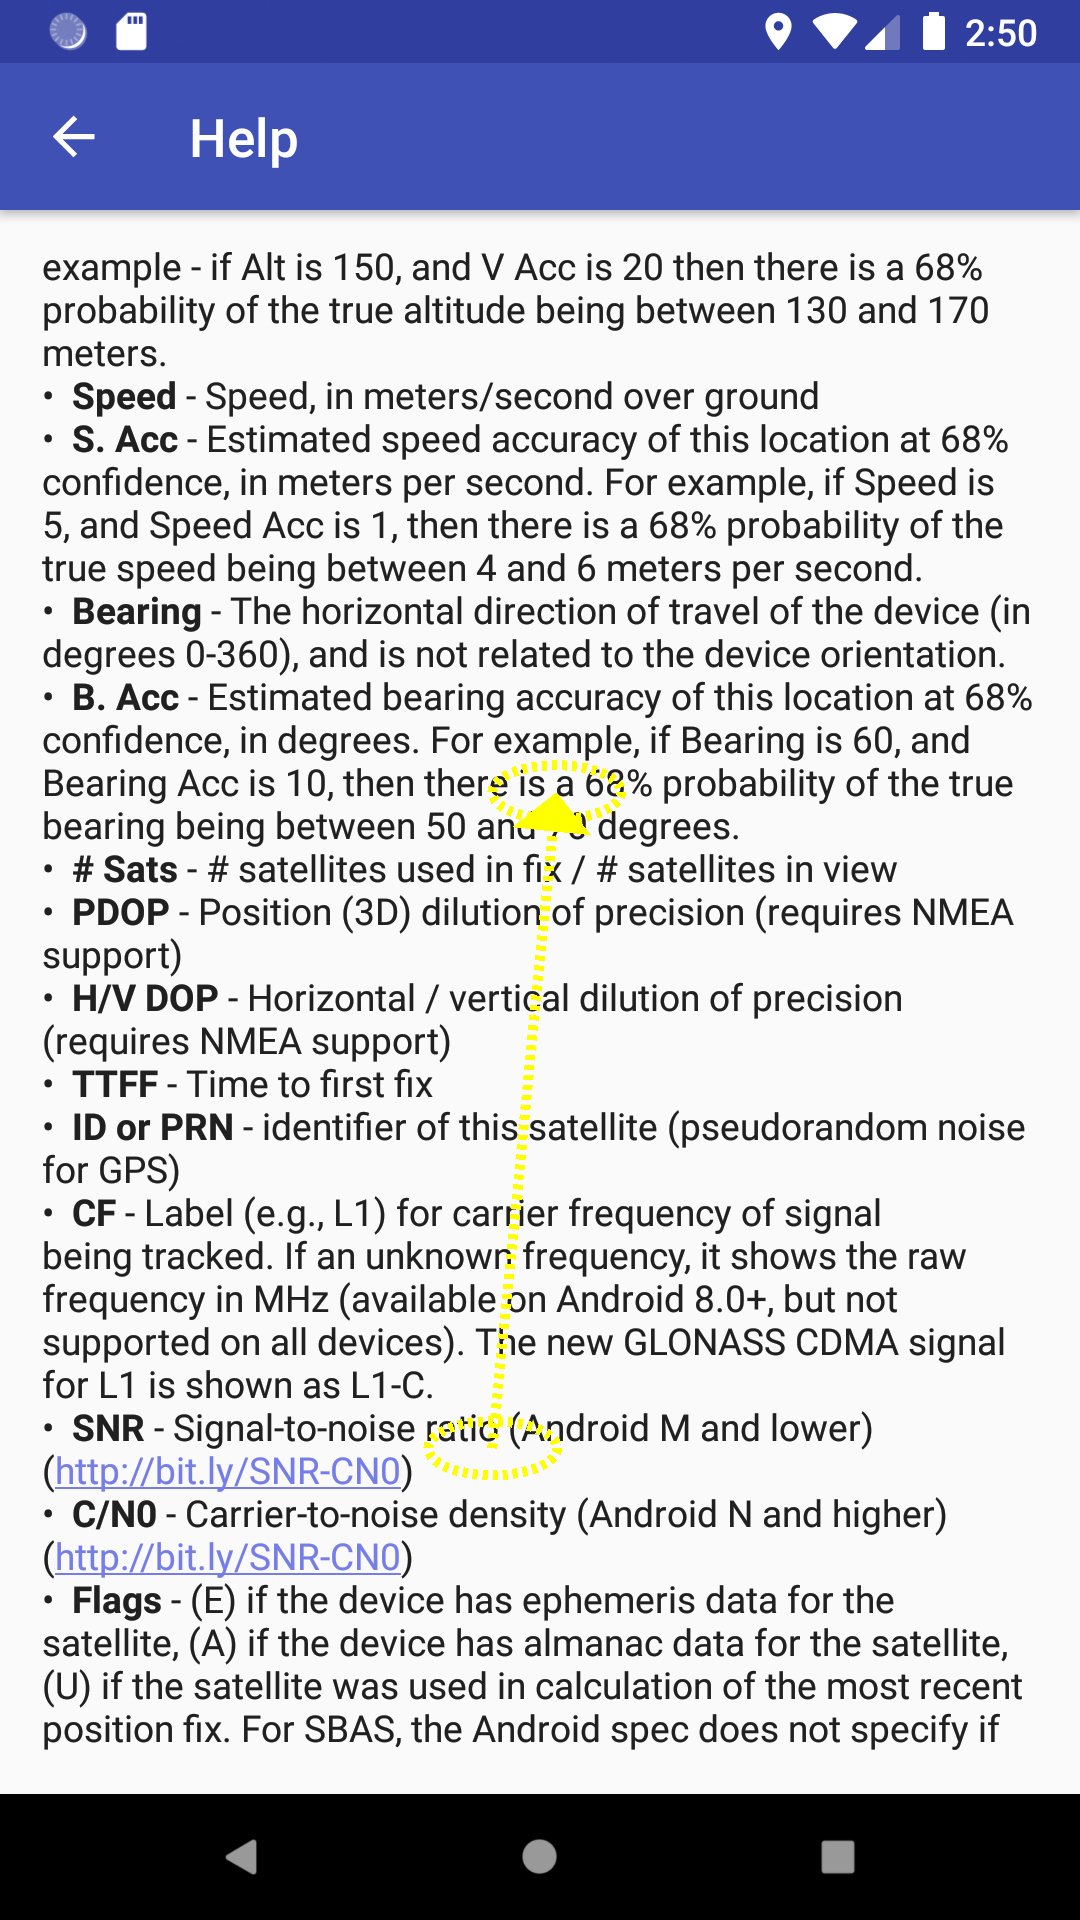 2:50
Help
example - if Alt is 150, and V Acc is 20 then there is a 68%
probability of the true altitude being between 130 and 170
meters.
• Speed - Speed, in meters/second over ground
• S. Acc - Estimated speed accuracy of this location at 68%
confidence, in meters per second. For example, if Speed is
5, and Speed Acc is 1, then there is a 68% probability of the
true speed being between 4 and 6 meters per second.
• Bearing - The horizontal direction of travel of the device (in
degrees 0-360), and is not related to the device orientation.
• B. Acc - Estimated bearing accuracy of this location at 68%
confidence, in degrees. For example, if Bearing is 60, and
Bearing Acc is 10, then there is a 68% probability of the true
bearing being between 50 and 70 degrees.
• # Sats - # satellites used in fix / # satellites in view
• PDOP - Position (3D) dilution of precision (requires NMEA
support)
• H/V DOP - Horizontal / vertical dilution of precision
(requires NMEA support)
• TTFF - Time to first fix
• ID or PRN - identifier of this satellite (pseudorandom noise
for GPS)
• CF - Label (e.g., L1) for carrier frequency of signal
being tracked. If an unknown frequency, it shows the raw
frequency in MHz (available on Android 8.0+, but not
supported on all devices). The new GLONASS CDMA signal
for L1 is shown as L1-C.
• SNR - Signal-to-noise ratio (Android M and lower)
(http://bit.ly/SNR-CN0)
• C/N0 - Carrier-to-noise density (Android N and higher)
(http://bit.ly/SNR-CN0)
• Flags - (E) if the device has ephemeris data for the
satellite, (A) if the device has almanac data for the satellite,
(U) if the satellite was used in calculation of the most recent
position fix. For SBAS, the Android spec does not specify if